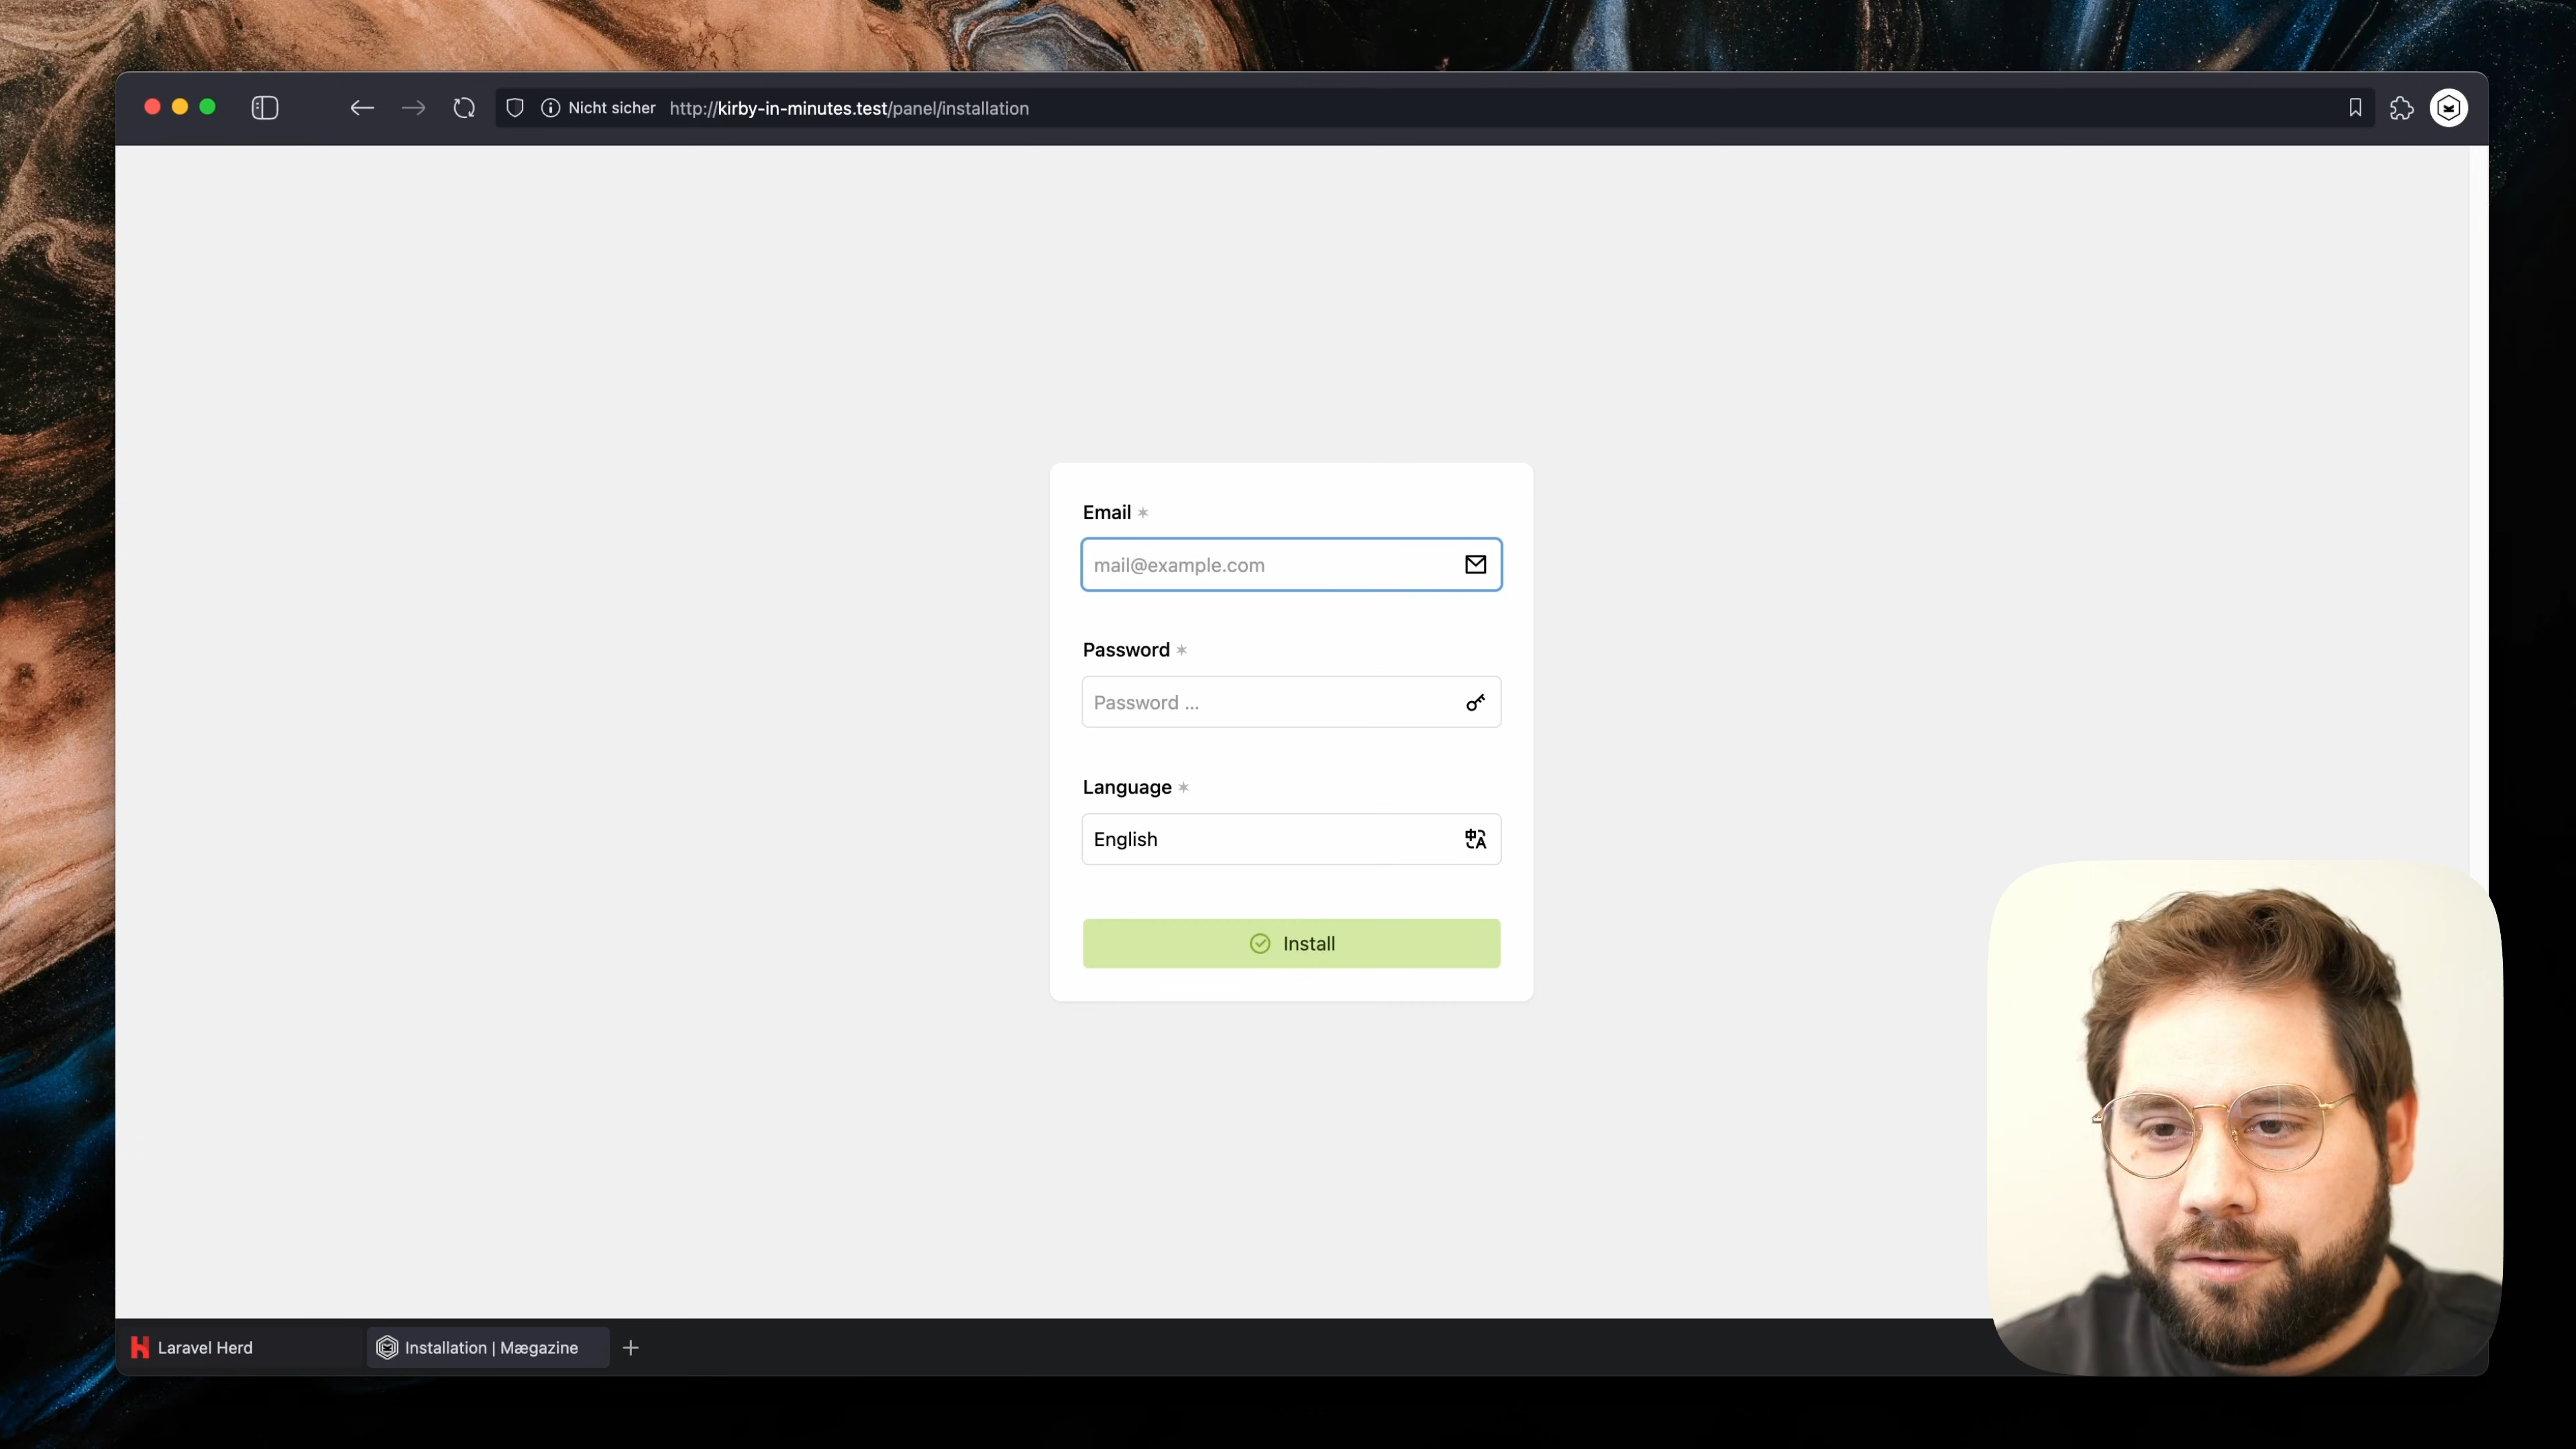 Nicht sicher http://kirby-in-minutes.test/panel/installation
Email *
mail@example.com
Password *
Password ...
Language *
English
Install
Laravel Herd
Installation | Mægazine